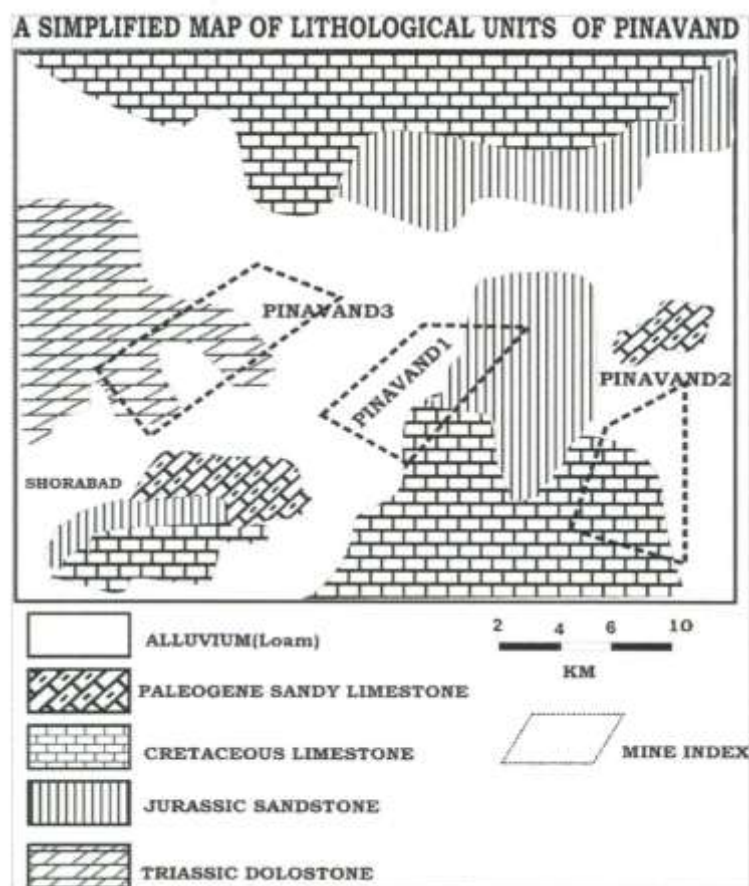 A SIMPLIFIED MAP OF LITHOLOGICAL UNITS OF PINAVAND
PINAVAND3
PINAVAND1
PINAVAND2
SHORABAD
ALLUVIUM(Loam)
2 4 6 10
KM
PALEOGENE SANDY LIMESTONE
CRETACEOUS LIMESTONE
MINE INDEX
JURASSIC SANDSTONE
TRIASSIC DOLOSTONE